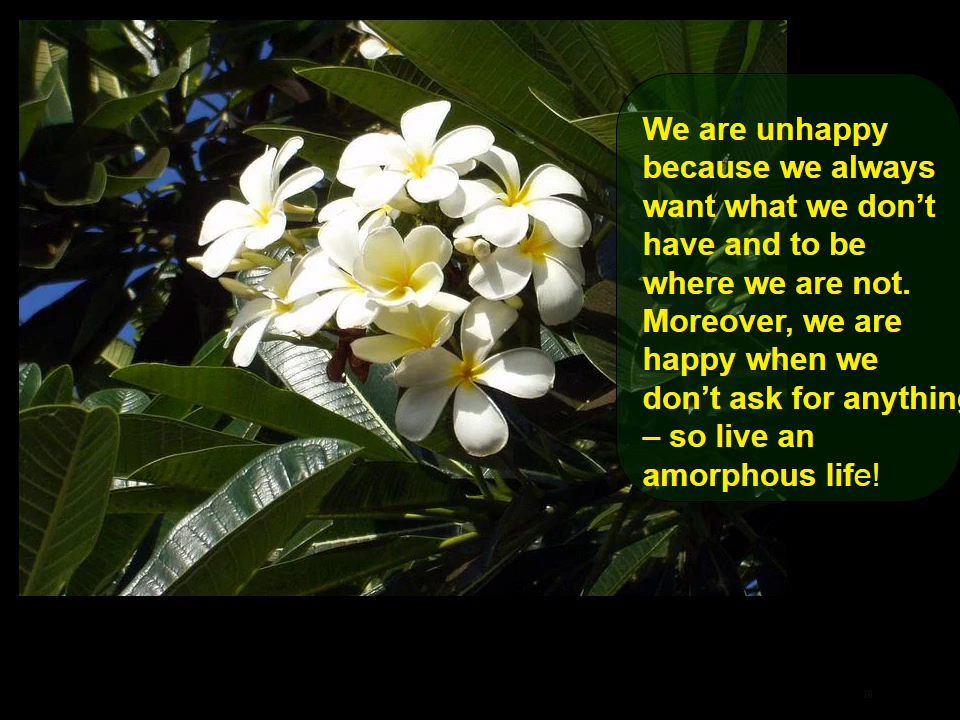 We are unhappy
because we always
want what we don’t
have and to be
where we are not.
Moreover, we are
happy when we
don’t ask for anything
– so live an
amorphous life!